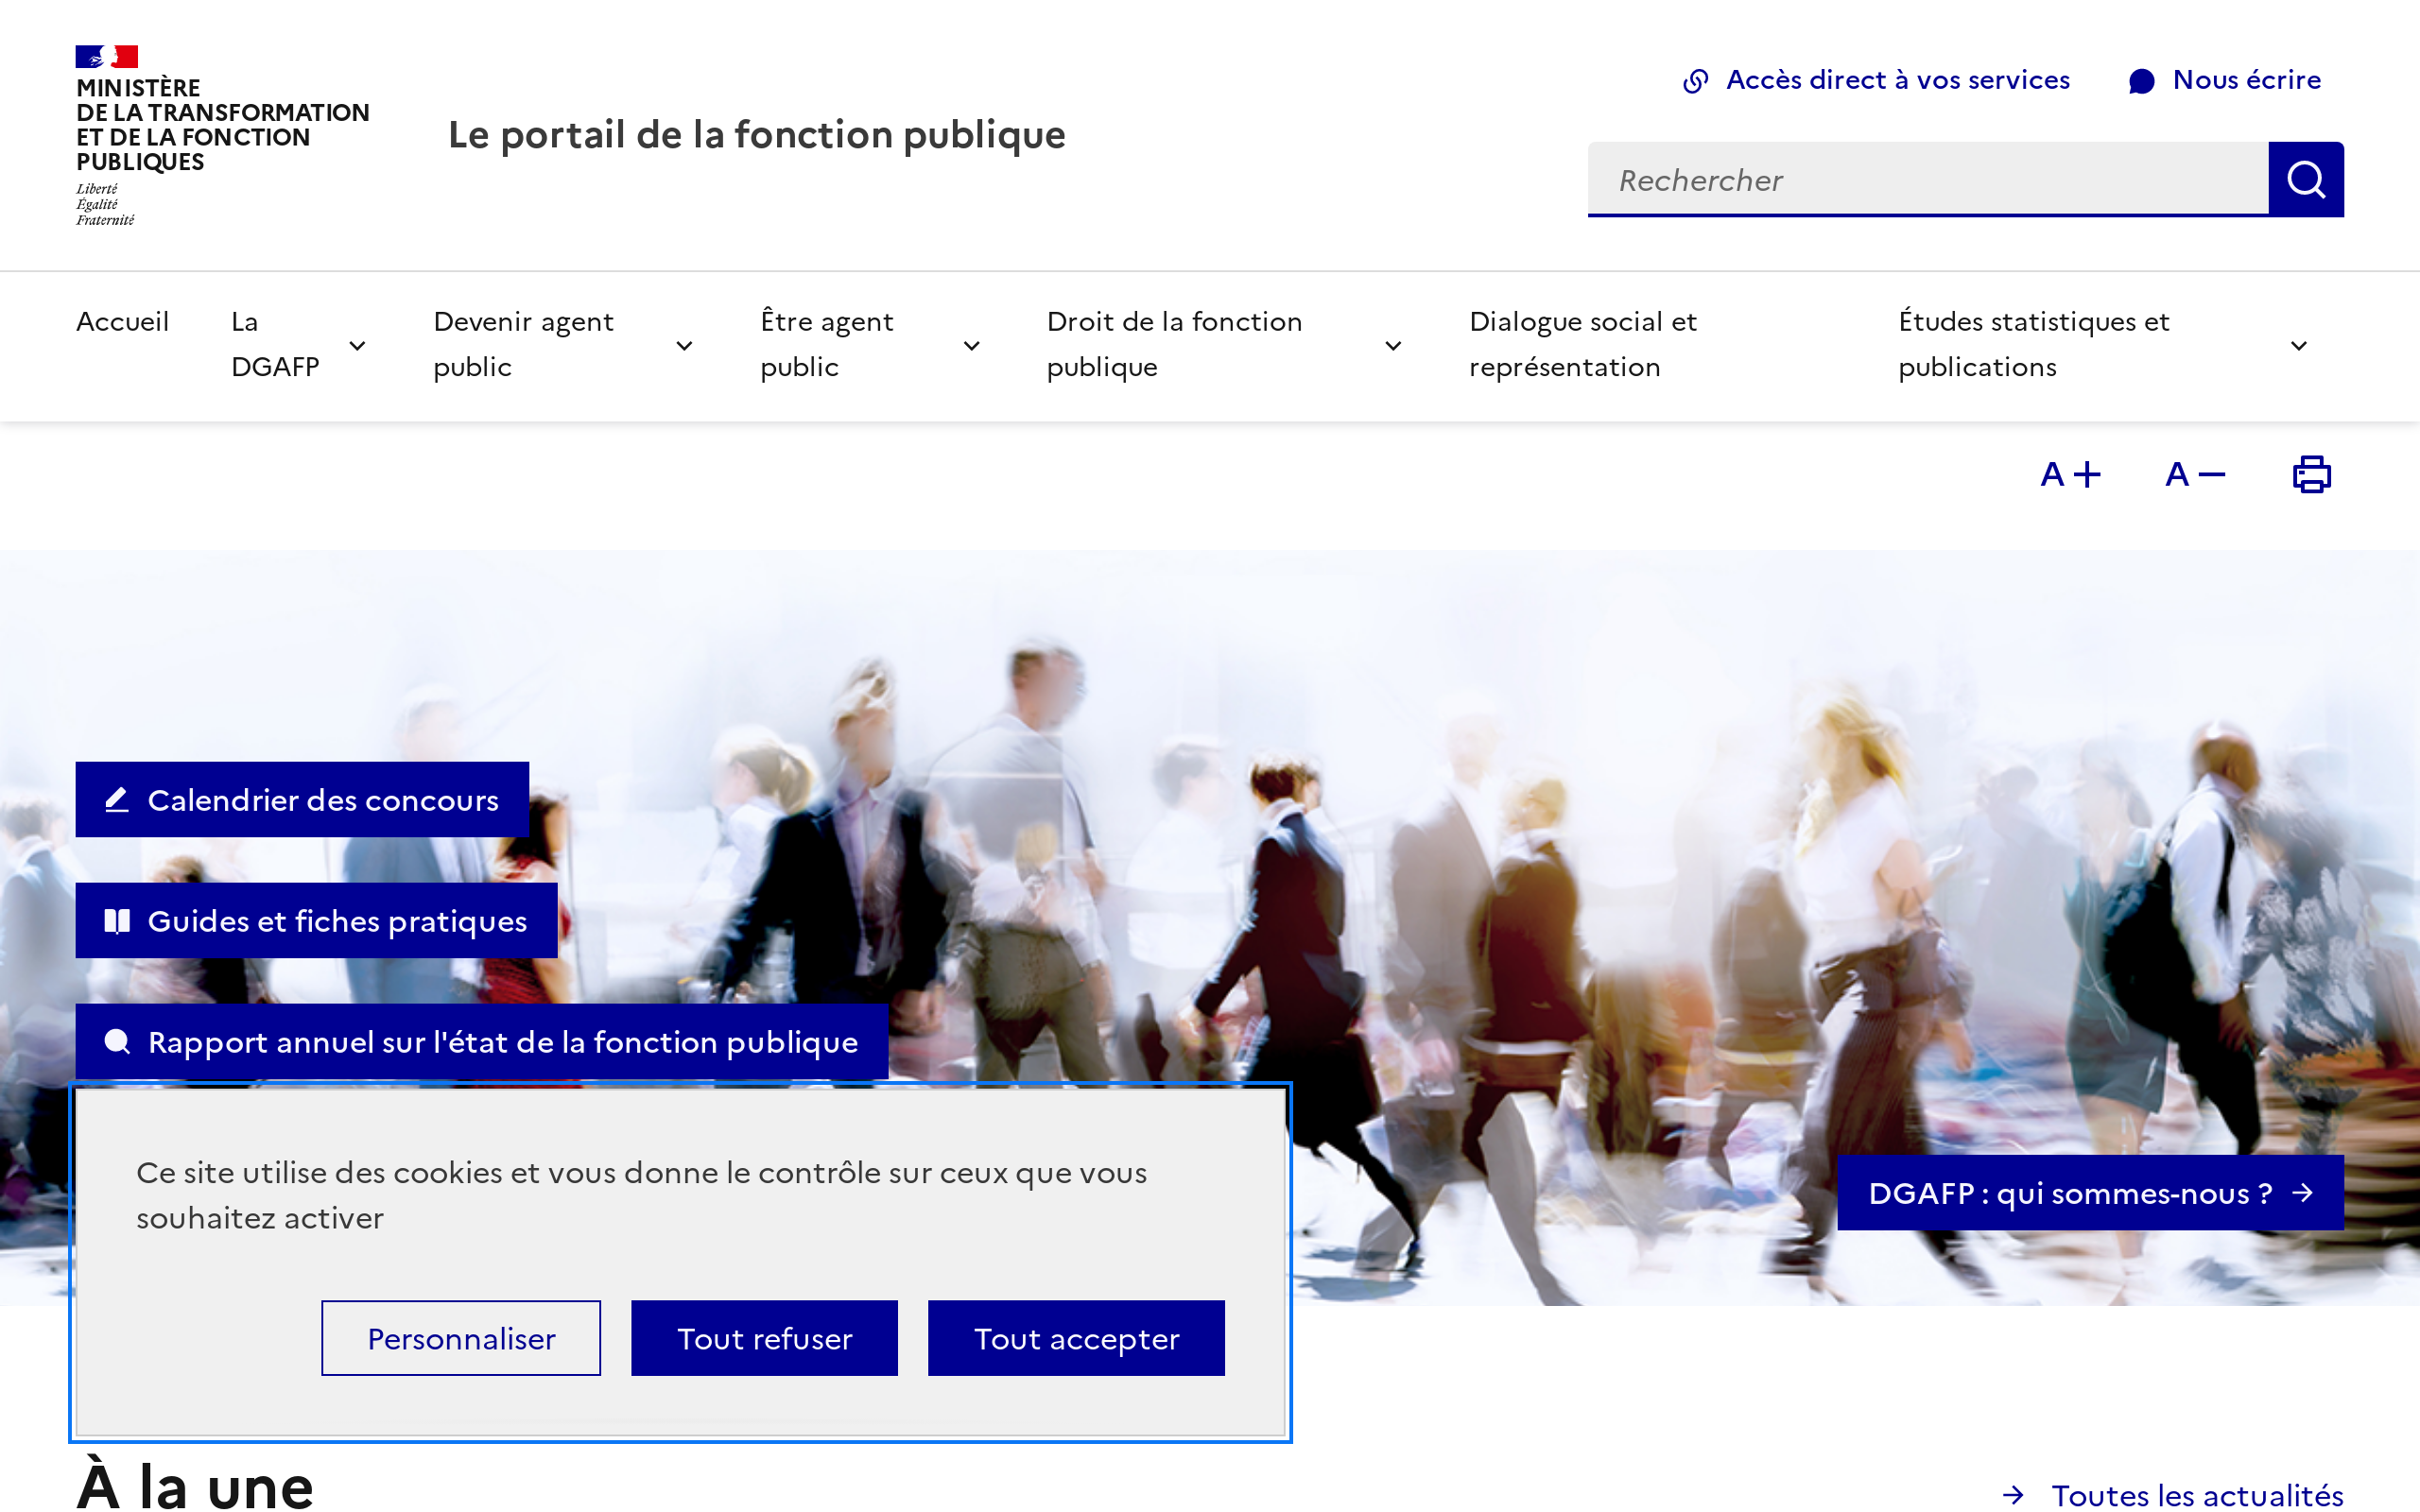 MINISTÈRE
DE LA TRANSFORMATION
ET DE LA FONCTION
PUBLIQUES
Liberté
Égalité
Fraternité
Le portail de la fonction publique
Accès direct à vos services
Nous écrire
Rechercher
Accueil
La
DGAFP
Devenir agent
public
Être agent
public
Droit de la fonction
publique
Dialogue social et
représentation
Études statistiques et
publications
A +
A −
Calendrier des concours
Guides et fiches pratiques
Rapport annuel sur l'état de la fonction publique
DGAFP : qui sommes-nous ?
Ce site utilise des cookies et vous donne le contrôle sur ceux que vous
souhaitez activer
Personnaliser
Tout refuser
Tout accepter
À la une
Toutes les actualités